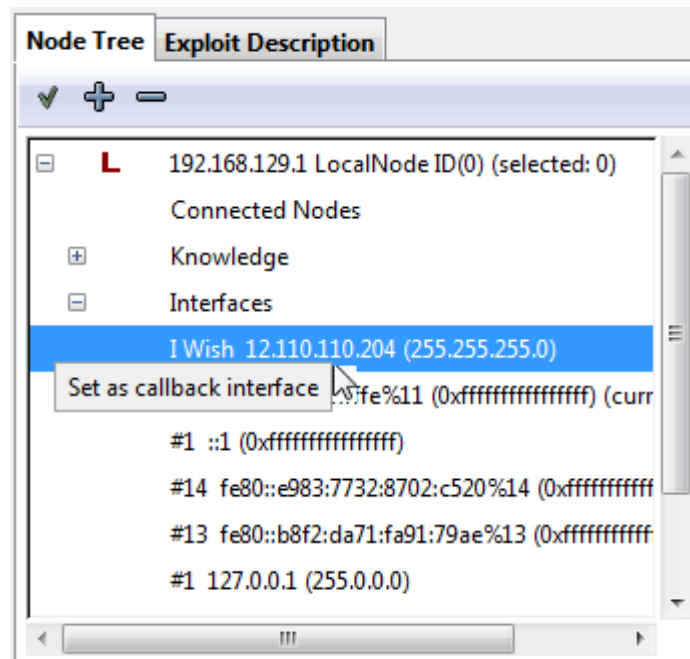 Node Tree Exploit Description
L 192.168.129.1 LocalNode ID(0) (selected: 0)
Connected Nodes
Knowledge
Interfaces
I Wish 12.110.110.204 (255.255.255.0)
Set as callback interface ffe%11 (0xffffffffffffffff) (curr
#1 ::1 (0xffffffffffffffff)
#14 fe80::e983:7732:8702:c520%14 (0xfffffffffff
#13 fe80::b8f2:da71:fa91:79ae%13 (0xfffffffffff
#1 127.0.0.1 (255.0.0.0)